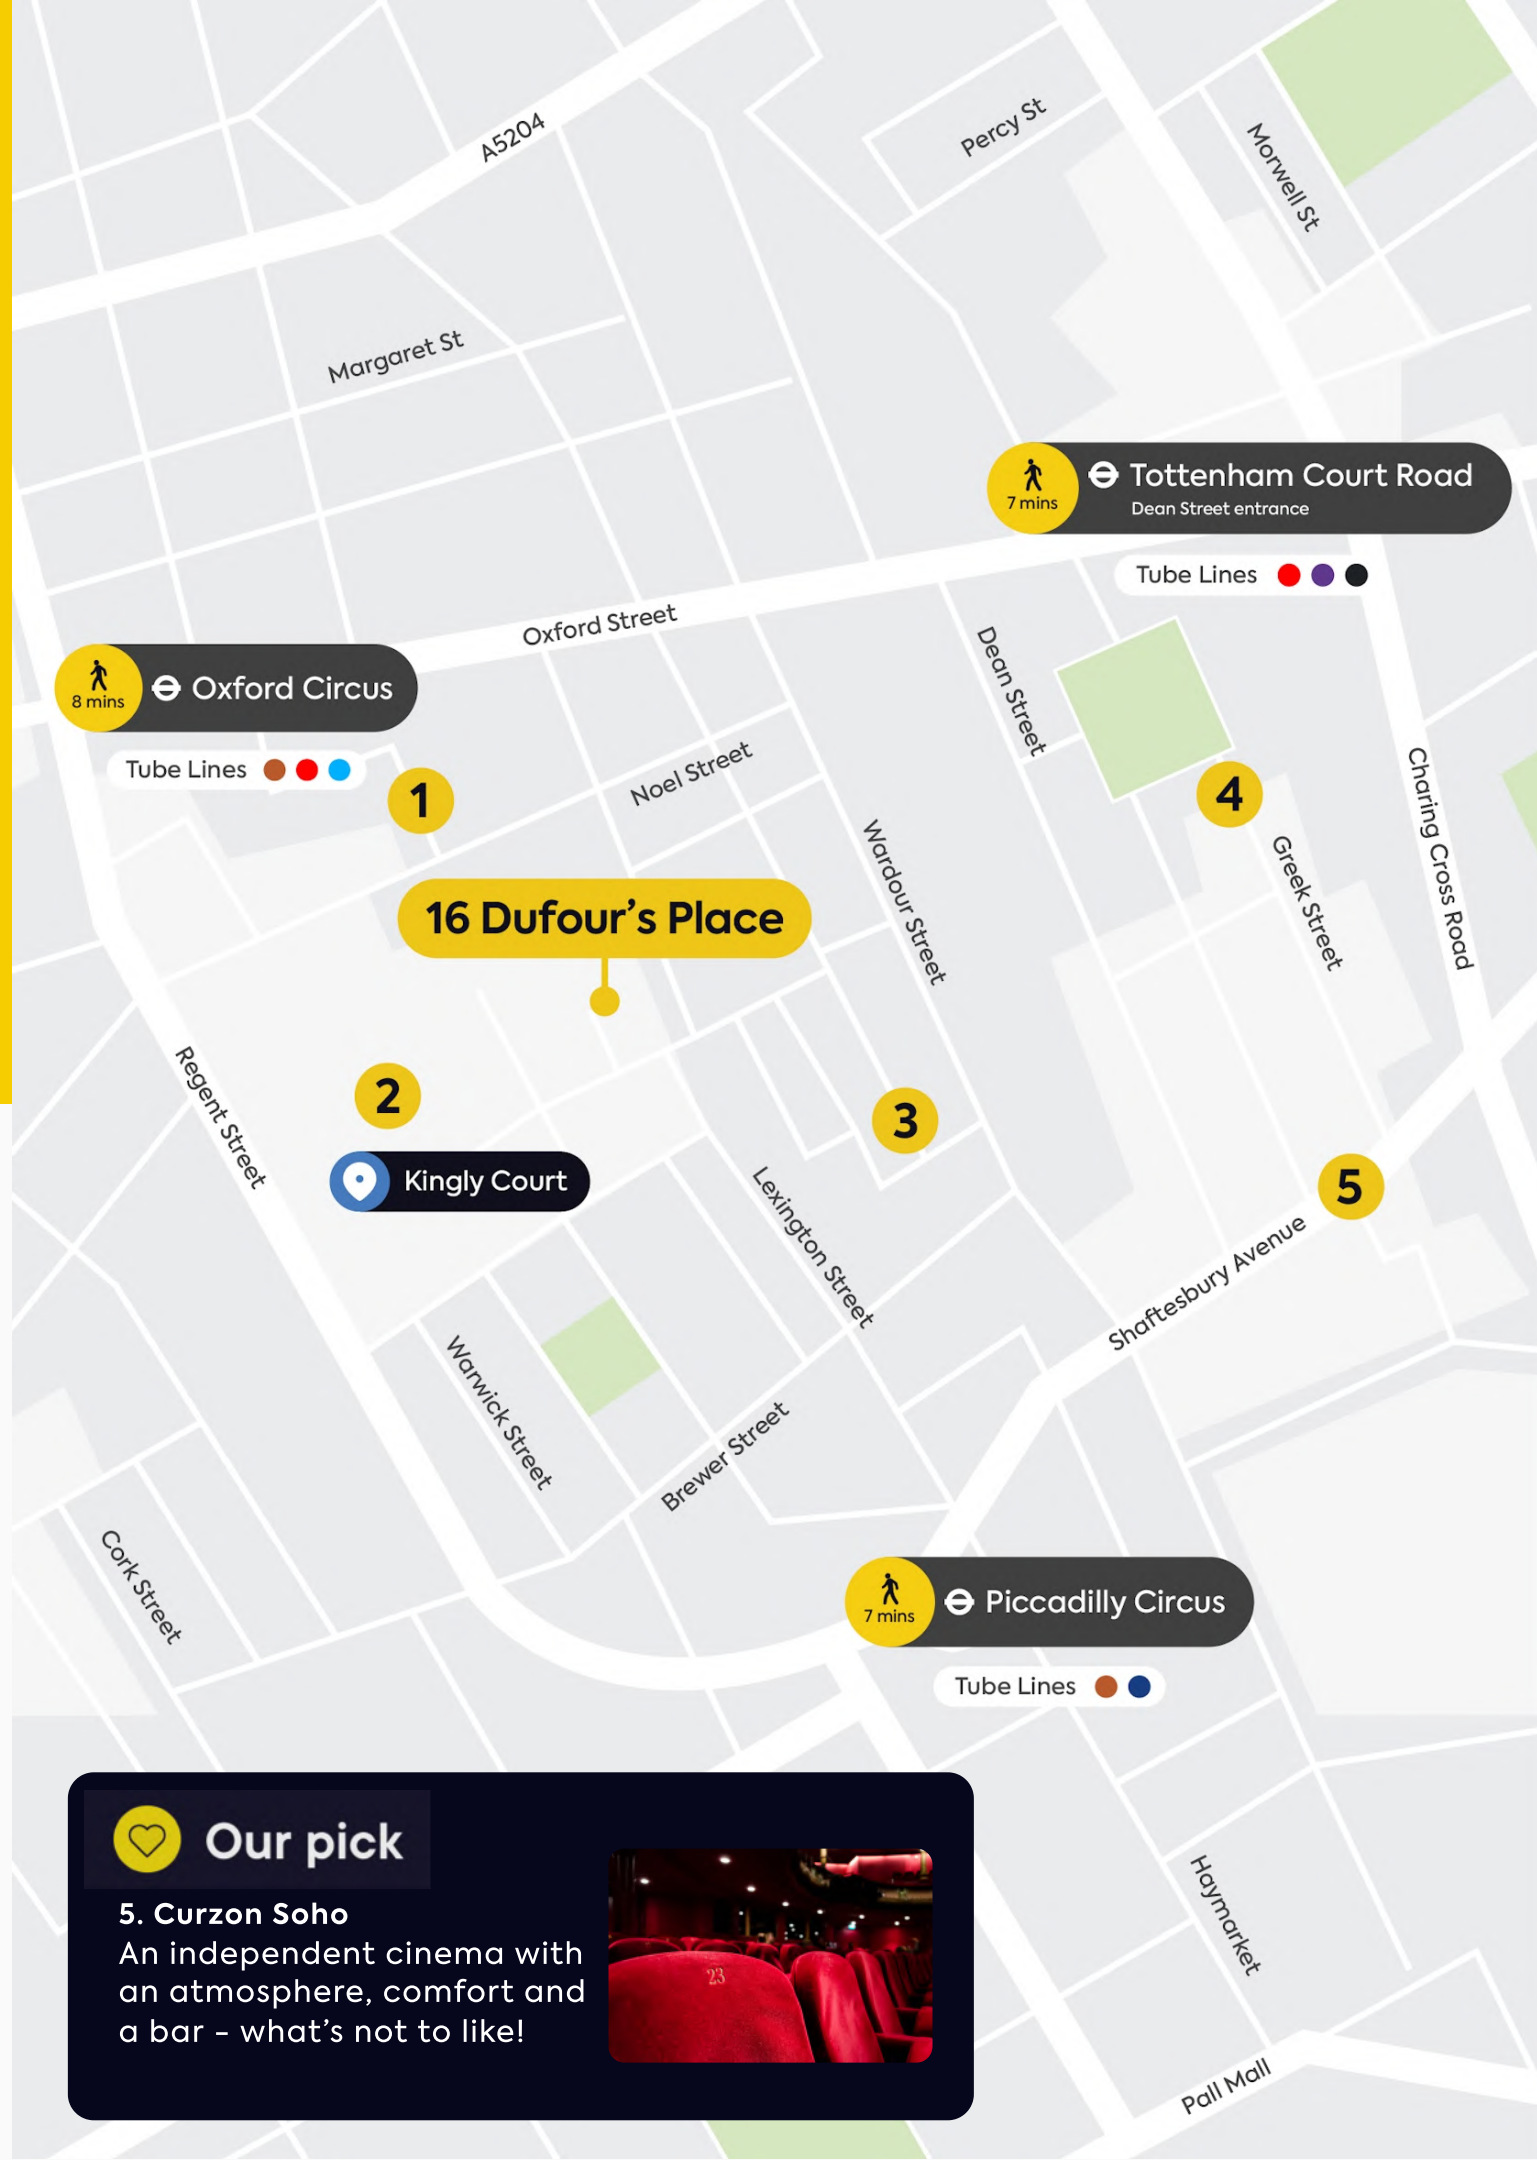 A5204
Percy St
Morwell St
Margaret St
7 mins
Tottenham Court Road
Dean Street entrance
Tube Lines
Oxford Street
Dean Street
8 mins
Oxford Circus
Tube Lines
1
Noel Street
4
Charing Cross Road
Wardour Street
Greek Street
16 Dufour’s Place
Regent Street
2
3
Kingly Court
5
Lexington Street
Shaftesbury Avenue
Warwick Street
Brewer Street
Cork Street
7 mins
Piccadilly Circus
Tube Lines
Our pick
5. Curzon Soho
An independent cinema with
an atmosphere, comfort and
a bar - what’s not to like!
23
Haymarket
Pall Mall